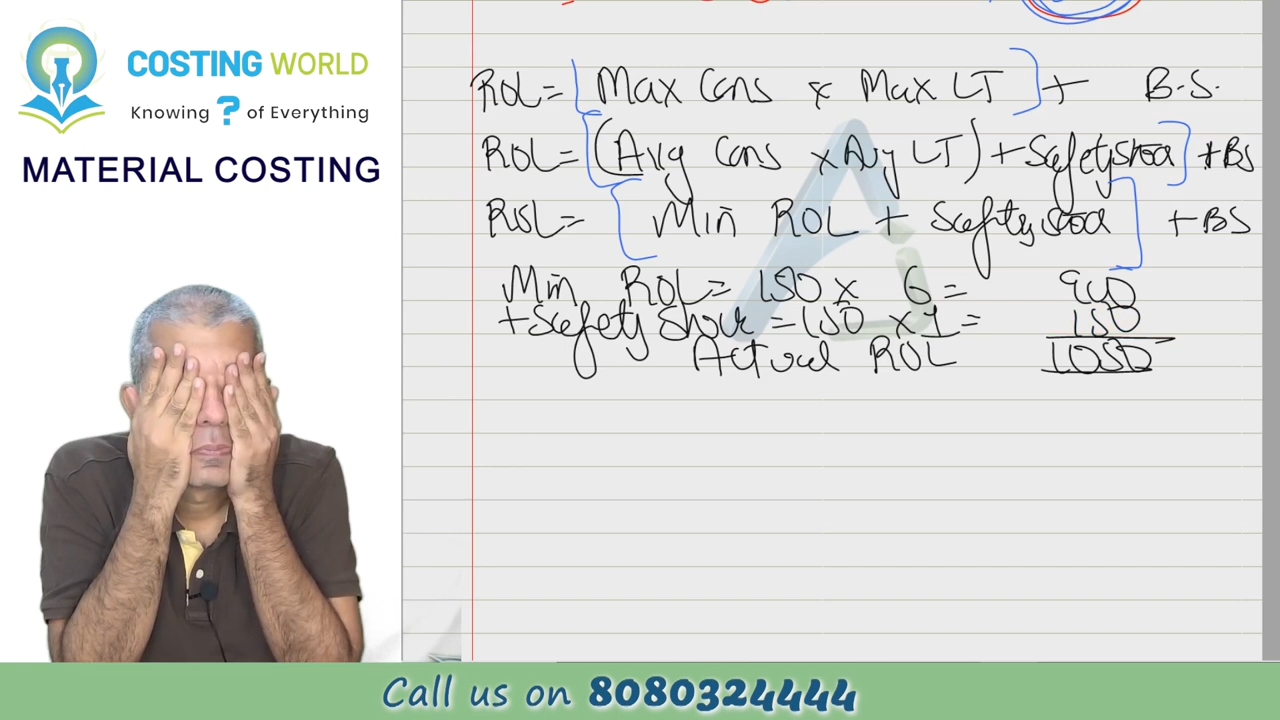 COSTING WORLD
Knowing ? of Everything
MATERIAL COSTING
ROL = [Max Cons x Max LT] + B.S.
ROL = [(Avg Cons x Avg LT) + Safety stock] + BS
ROL = [Min ROL + Safety stock] + BS
Min ROL = 150 x 6 = 900
+ Safety Stock = 150 x 1 = 150
Actual ROL 1050
Call us on 8080324444